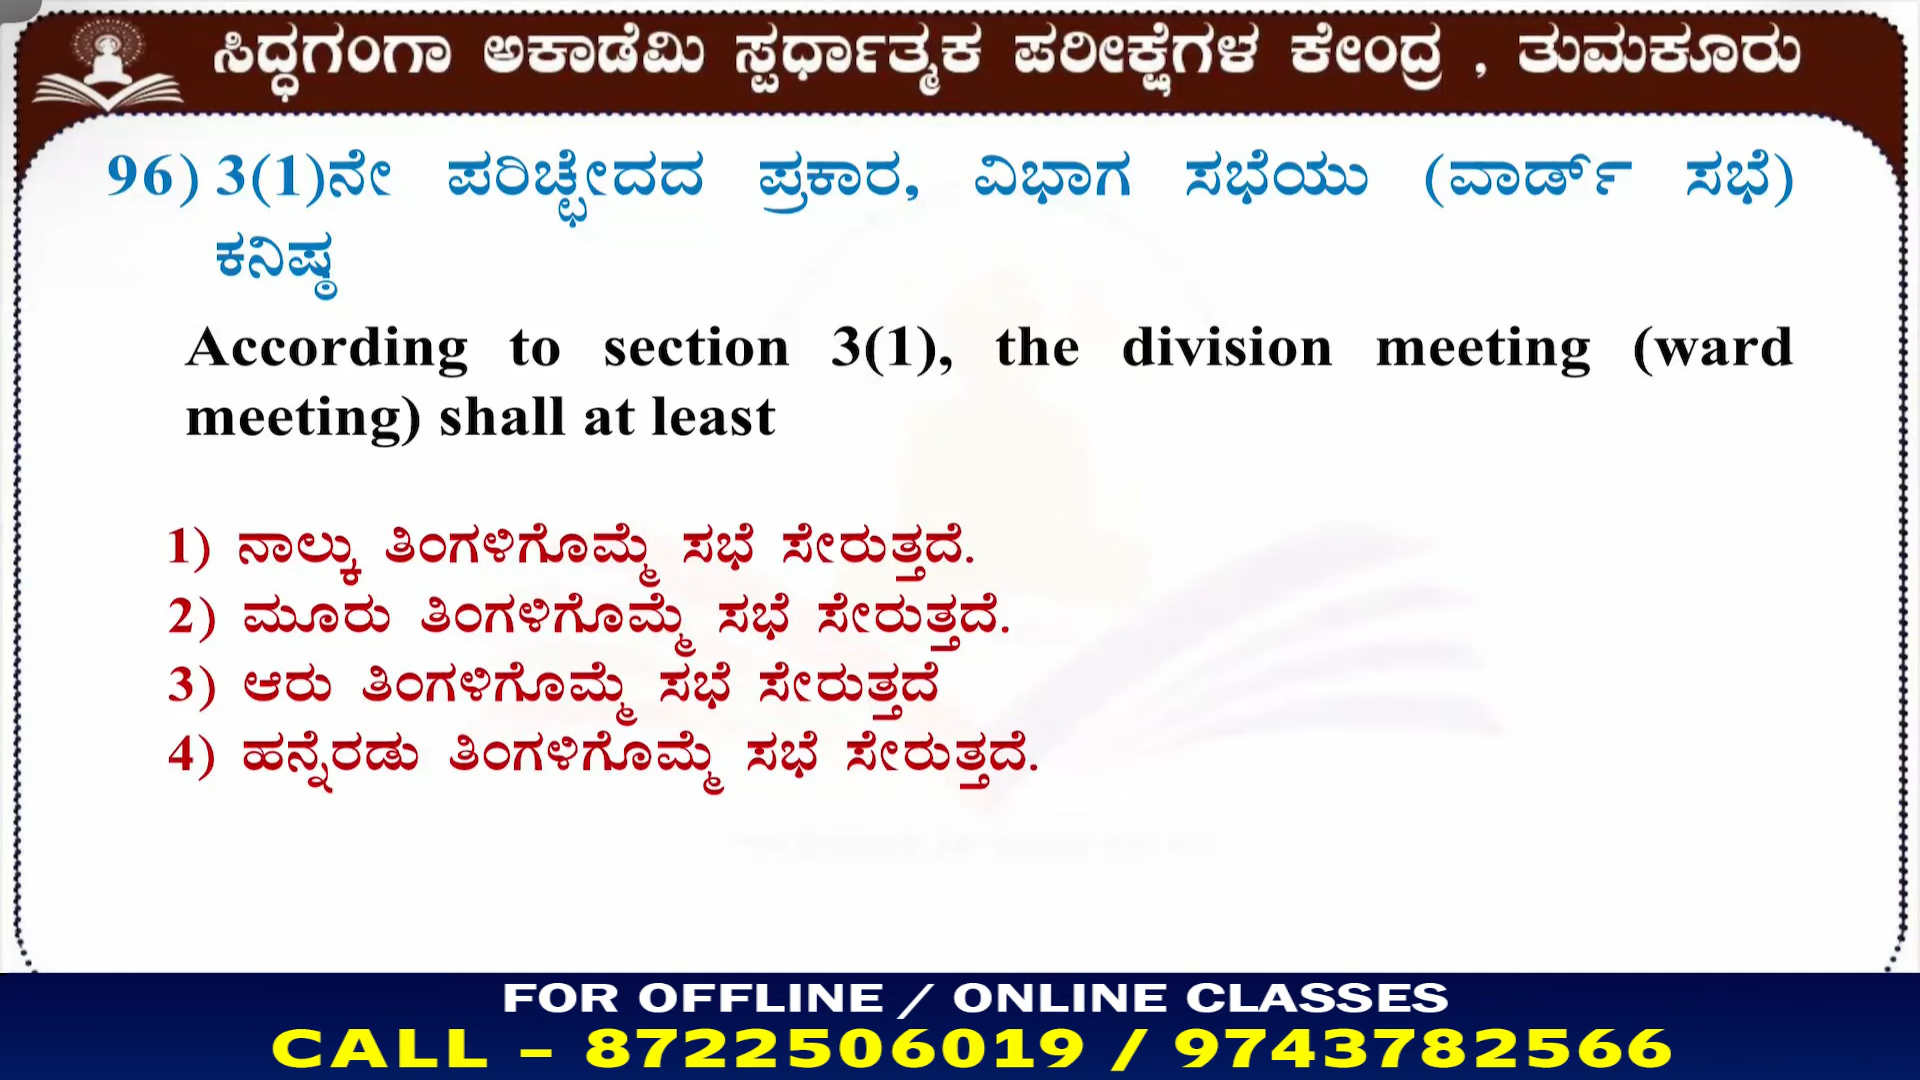 ಸಿದ್ಧಗಂಗಾ ಅಕಾಡೆಮಿ ಸ್ಪರ್ಧಾತ್ಮಕ ಪರೀಕ್ಷೆಗಳ ಕೇಂದ್ರ , ತುಮಕೂರು
96) 3(1)ನೇ ಪರಿಚ್ಛೇದದ ಪ್ರಕಾರ, ವಿಭಾಗ ಸಭೆಯು (ವಾರ್ಡ್ ಸಭೆ)
ಕನಿಷ್ಠ
According to section 3(1), the division meeting (ward
meeting) shall at least
1) ನಾಲ್ಕು ತಿಂಗಳಿಗೊಮ್ಮೆ ಸಭೆ ಸೇರುತ್ತದೆ.
2) ಮೂರು ತಿಂಗಳಿಗೊಮ್ಮೆ ಸಭೆ ಸೇರುತ್ತದೆ.
3) ಆರು ತಿಂಗಳಿಗೊಮ್ಮೆ ಸಭೆ ಸೇರುತ್ತದೆ
4) ಹನ್ನೆರಡು ತಿಂಗಳಿಗೊಮ್ಮೆ ಸಭೆ ಸೇರುತ್ತದೆ.
FOR OFFLINE / ONLINE CLASSES
CALL – 8722506019 / 9743782566